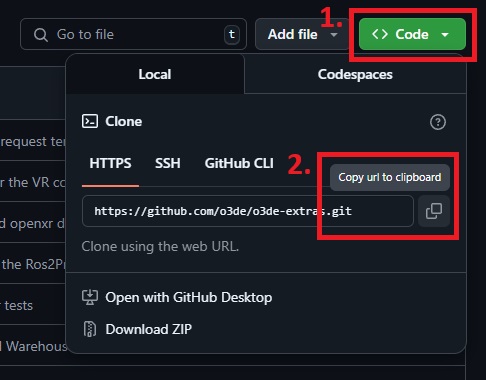 1.
Go to file
t
Add file
Code
Local
Codespaces
request ter
Clone
r the VR co
HTTPS
SSH
GitHub CLI
2.
Copy url to clipboard
d openxr d
https://github.com/o3de/o3de-extras.git
Clone using the web URL.
the Ros2Pr
Open with GitHub Desktop
r tests
Download ZIP
d Warehous